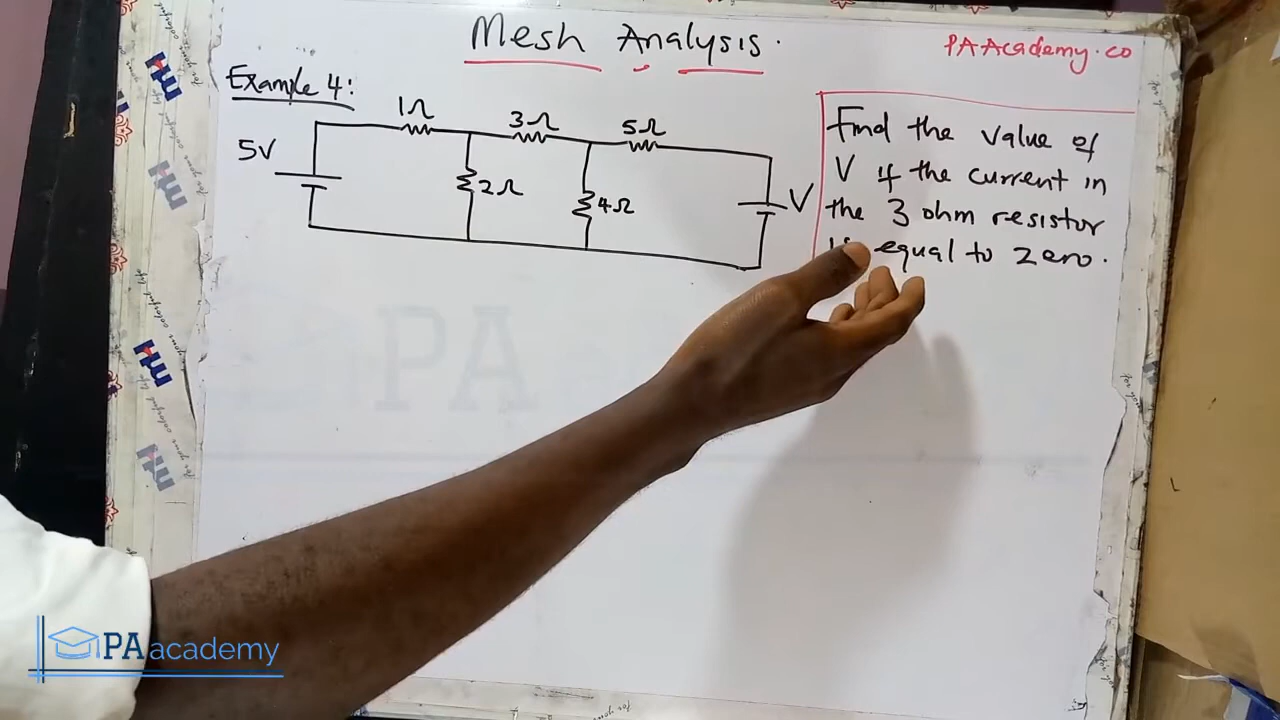 Mesh Analysis.
PAAcademy.co
Example 4:
1Ω
3Ω
5Ω
5V
2Ω
4Ω
V
Find the value of
V if the current in
the 3 ohm resistor
equal to zero.
PA
PAacademy